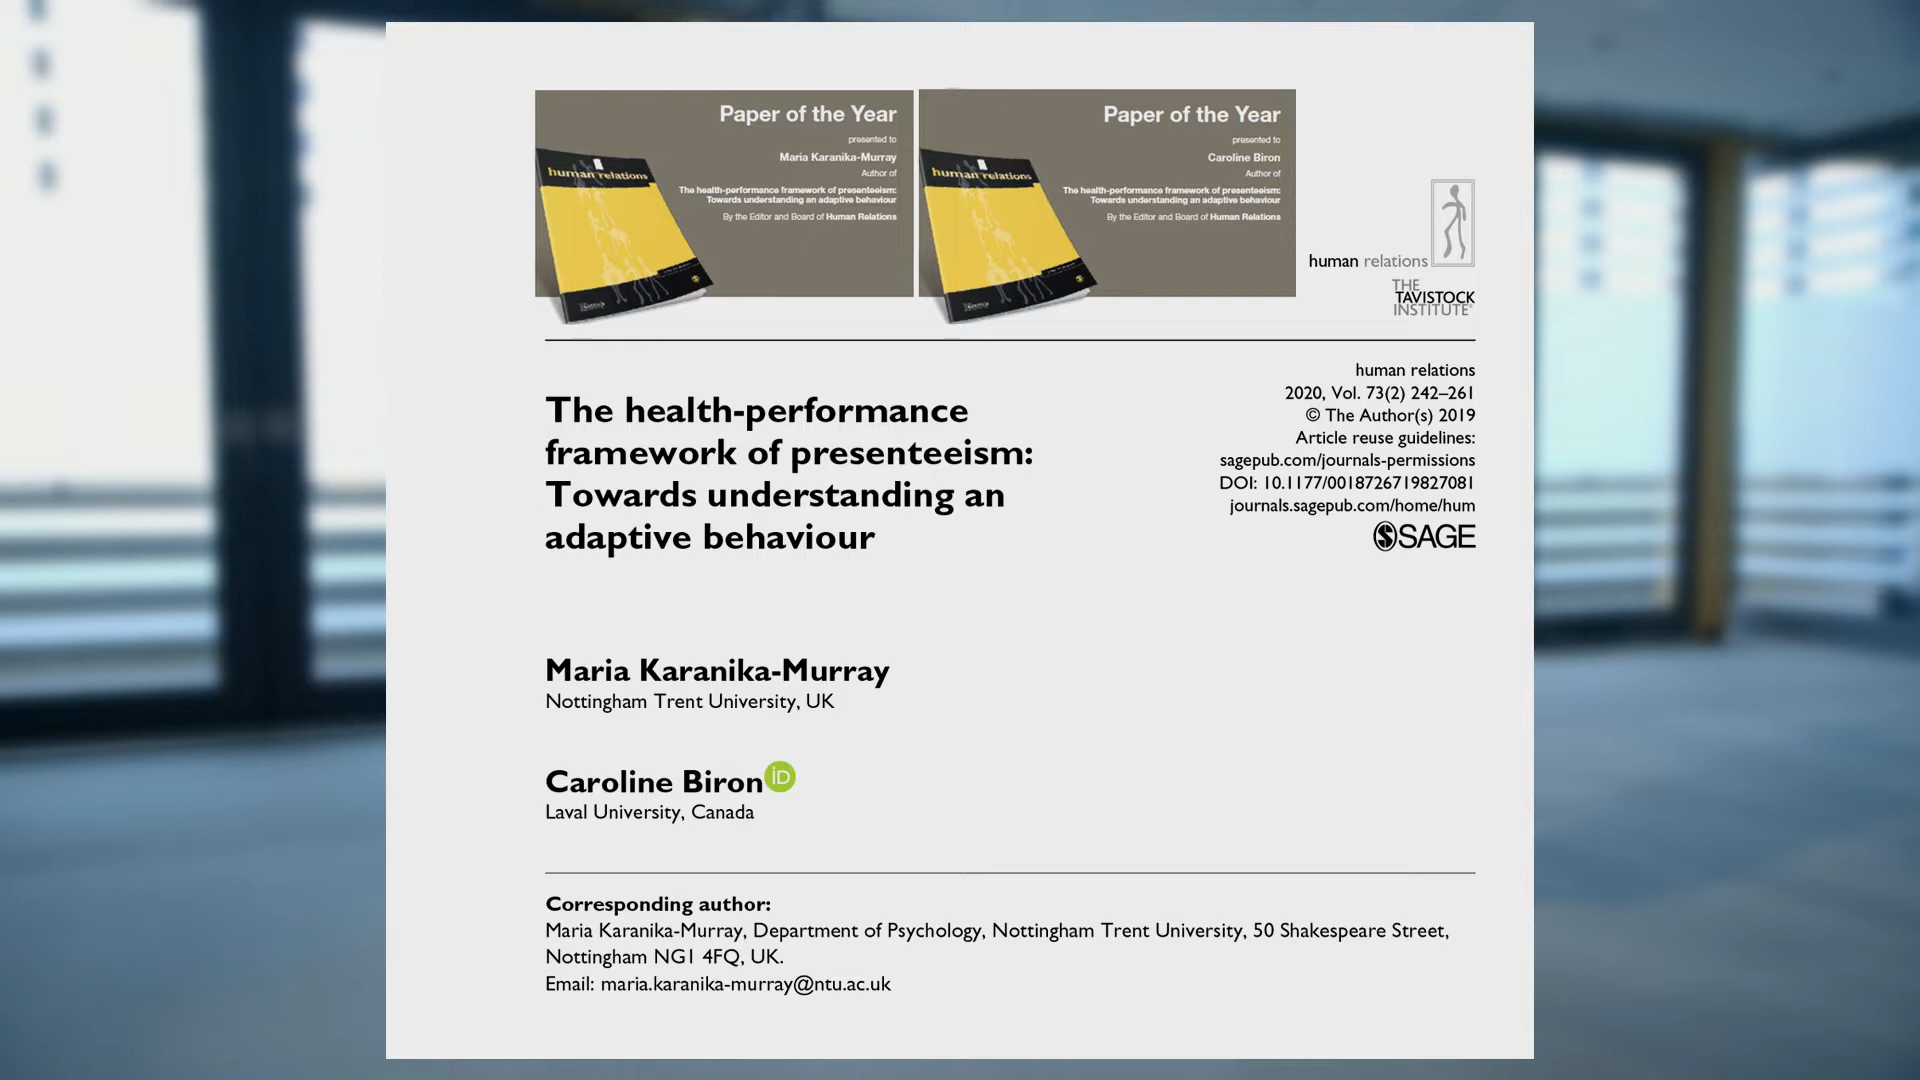 Paper of the Year
presented to
Maria Karanika-Murray
Author of
The health-performance framework of presenteeism:
Towards understanding an adaptive behaviour
By the Editor and Board of Human Relations
human relations
Paper of the Year
presented to
Caroline Biron
Author of
The health-performance framework of presenteeism:
Towards understanding an adaptive behaviour
By the Editor and Board of Human Relations
human relations
human relations
THE
TAVISTOCK
INSTITUTE
human relations
2020, Vol. 73(2) 242–261
© The Author(s) 2019
Article reuse guidelines:
sagepub.com/journals-permissions
DOI: 10.1177/0018726719827081
journals.sagepub.com/home/hum
SAGE
The health-performance
framework of presenteeism:
Towards understanding an
adaptive behaviour
Maria Karanika-Murray
Nottingham Trent University, UK
Caroline Biron iD
Laval University, Canada
Corresponding author:
Maria Karanika-Murray, Department of Psychology, Nottingham Trent University, 50 Shakespeare Street,
Nottingham NG1 4FQ, UK.
Email: maria.karanika-murray@ntu.ac.uk